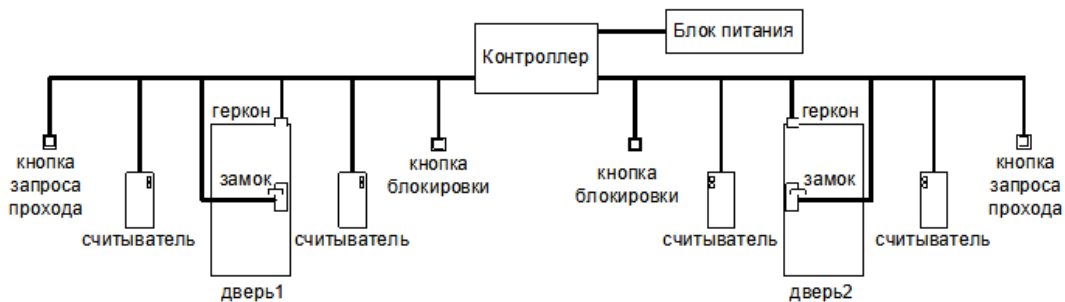 Блок питания
Контроллер
геркон
геркон
кнопка
запроса
прохода
замок
кнопка
блокировки
кнопка
блокировки
замок
кнопка
запроса
прохода
считыватель
считыватель
считыватель
считыватель
дверь1
дверь2